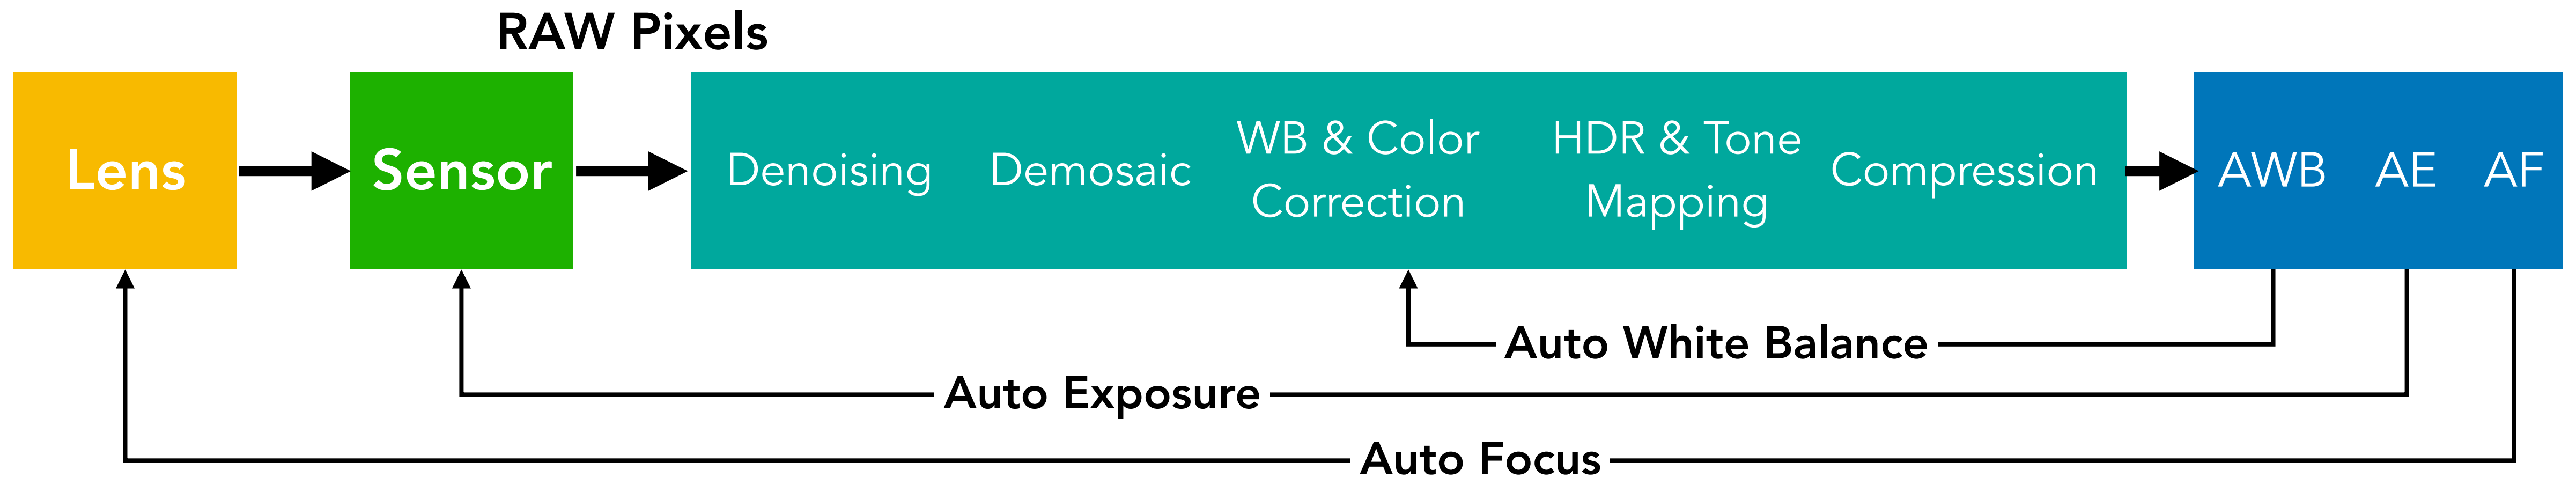 RAW Pixels
Lens
Sensor
Denoising
Demosaic
WB & Color
Correction
HDR & Tone
Mapping
Compression
AWB AE AF
Auto White Balance
Auto Exposure
Auto Focus